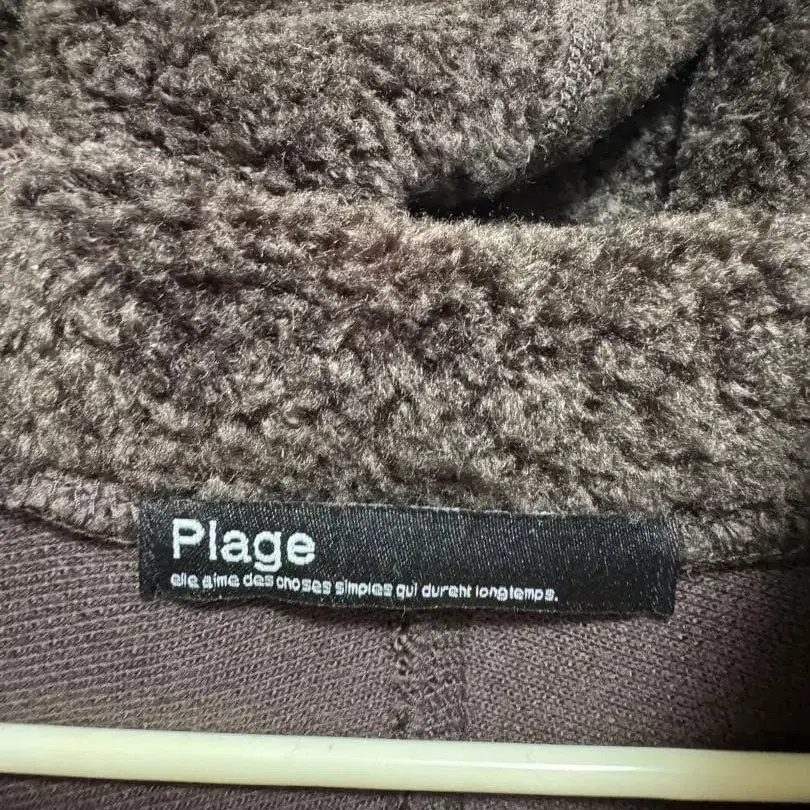 Plage
elle aime des choses simples qui durent longtemps.